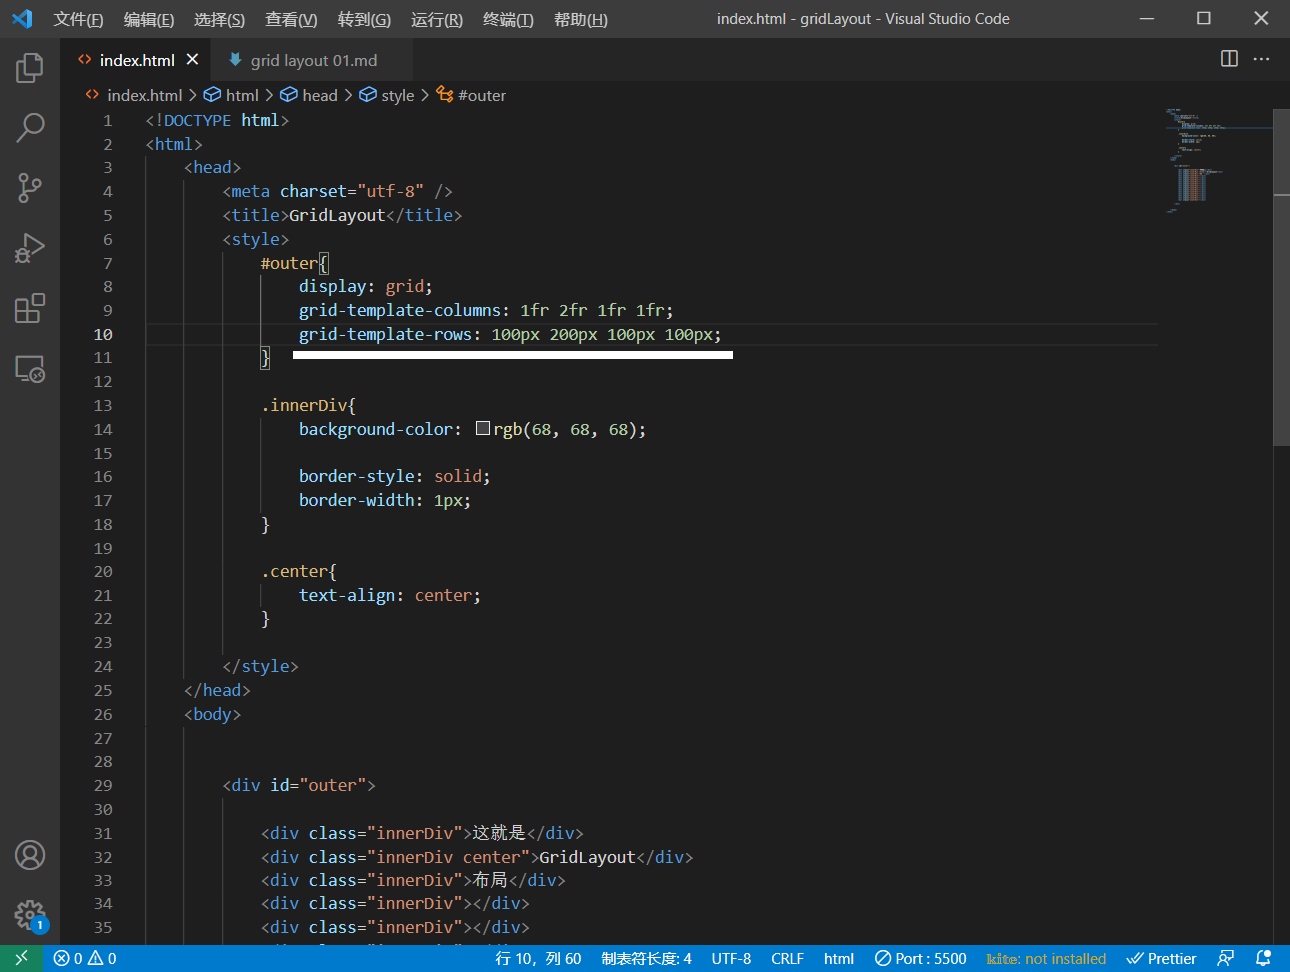 文件(F) 编辑(E) 选择(S) 查看(V) 转到(G) 运行(R) 终端(T) 帮助(H) index.html - gridLayout - Visual Studio Code
index.html grid layout 01.md
index.html > html > head > style > #outer
1 <!DOCTYPE html>
2 <html>
3 <head>
4 <meta charset="utf-8" />
5 <title>GridLayout</title>
6 <style>
7 #outer{
8 display: grid;
9 grid-template-columns: 1fr 2fr 1fr 1fr;
10 grid-template-rows: 100px 200px 100px 100px;
11 }
12
13 .innerDiv{
14 background-color: rgb(68, 68, 68);
15
16 border-style: solid;
17 border-width: 1px;
18 }
19
20 .center{
21 text-align: center;
22 }
23
24 </style>
25 </head>
26 <body>
27
28
29 <div id="outer">
30
31 <div class="innerDiv">这就是</div>
32 <div class="innerDiv center">GridLayout</div>
33 <div class="innerDiv">布局</div>
34 <div class="innerDiv"></div>
35 <div class="innerDiv"></div>
1
0 0 行 10，列 60 制表符长度: 4 UTF-8 CRLF html Port : 5500 kite: not installed Prettier